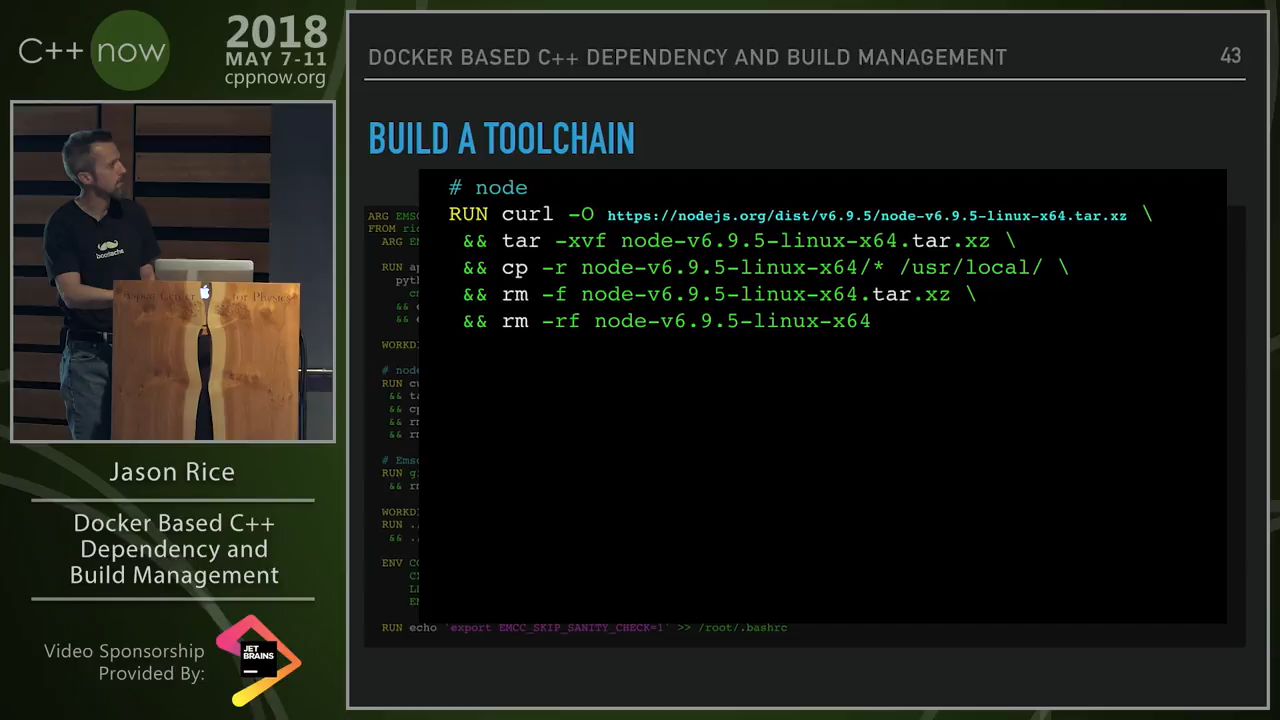 C++ now
2018
MAY 7-11
cppnow.org
bootache
Jason Rice
Docker Based C++
Dependency and
Build Management
Video Sponsorship
Provided By:
JET
BRAINS
DOCKER BASED C++ DEPENDENCY AND BUILD MANAGEMENT
43
BUILD A TOOLCHAIN
# node
RUN curl -O https://nodejs.org/dist/v6.9.5/node-v6.9.5-linux-x64.tar.xz \
&& tar -xvf node-v6.9.5-linux-x64.tar.xz \
&& cp -r node-v6.9.5-linux-x64/* /usr/local/ \
&& rm -f node-v6.9.5-linux-x64.tar.xz \
&& rm -rf node-v6.9.5-linux-x64
RUN echo 'export EMCC_SKIP_SANITY_CHECK=1' >> /root/.bashrc